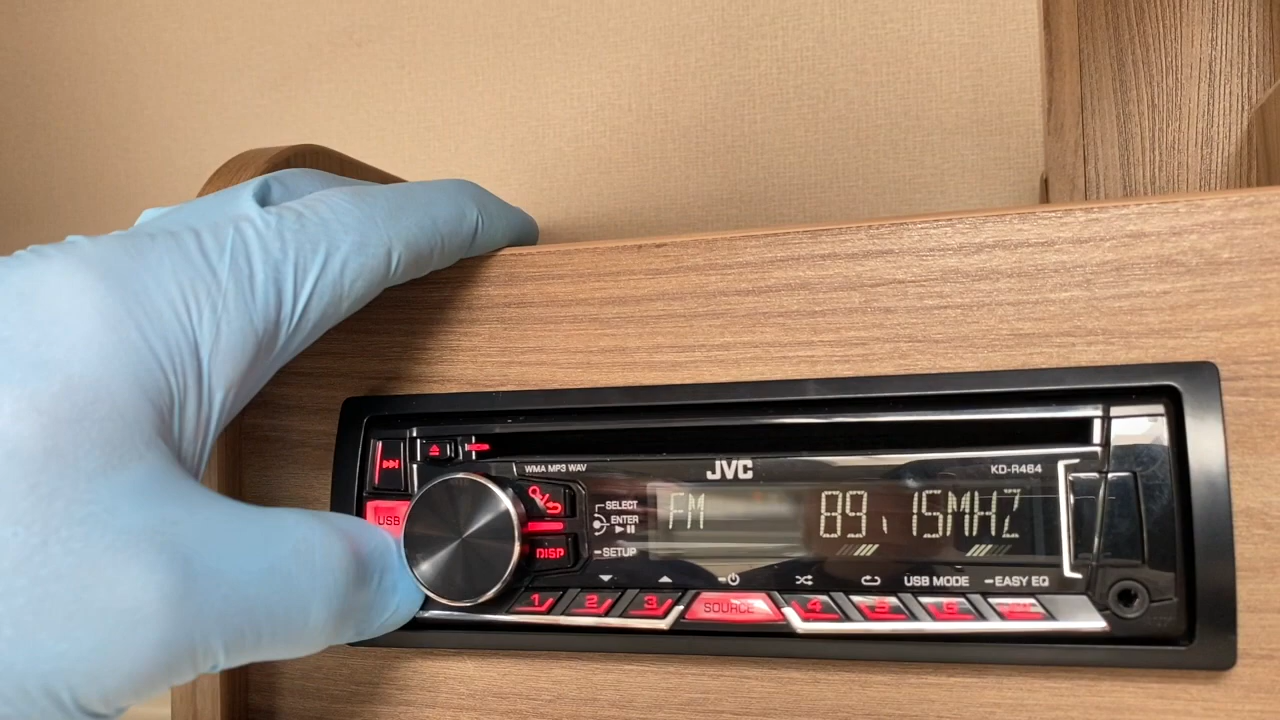 WMA MP3 WAV
JVC
KD-R464
USB
SELECT
ENTER
SETUP
DISP
FM 89.15MHZ
USB MODE
EASY EQ
1 2 3 SOURCE 4 5 6